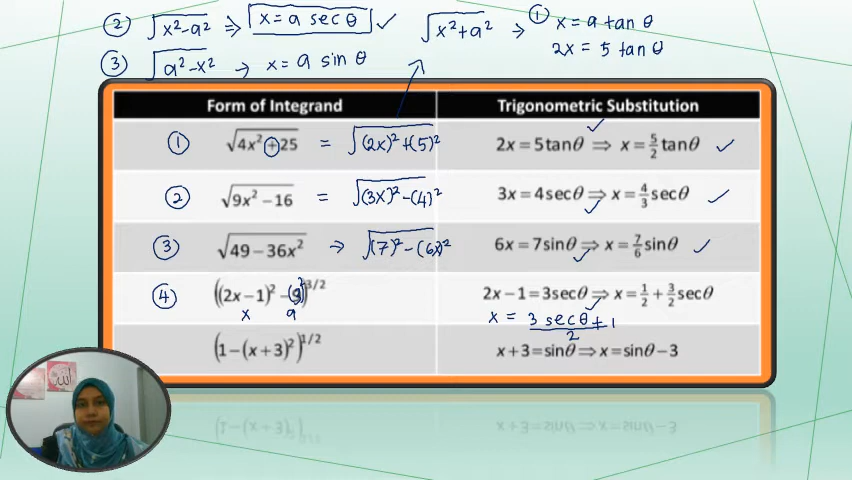 ② √(x²-a²) ⇒ x = a secθ ✓ √(x²+a²) → ① x = a tan θ
2x = 5 tan θ
③ √(a²-x²) → x = a sin θ
Form of Integrand Trigonometric Substitution
① √(4x²+25) = √((2x)²+(5)²) 2x = 5tanθ ⇒ x = 5/2 tanθ ✓
② √(9x²-16) = √((3x)²-(4)²) 3x = 4secθ ⇒ x = 4/3 secθ ✓
③ √(49-36x²) → √((7)²-(6x)²) 6x = 7sinθ ⇒ x = 7/6 sinθ ✓
④ ((2x-1)²-(3)²)^3/2 2x-1 = 3secθ ⇒ x = 1/2 + 3/2 secθ
x a x = (3 secθ + 1)/2
(1-(x+3)²)^1/2 x+3 = sinθ ⇒ x = sinθ-3